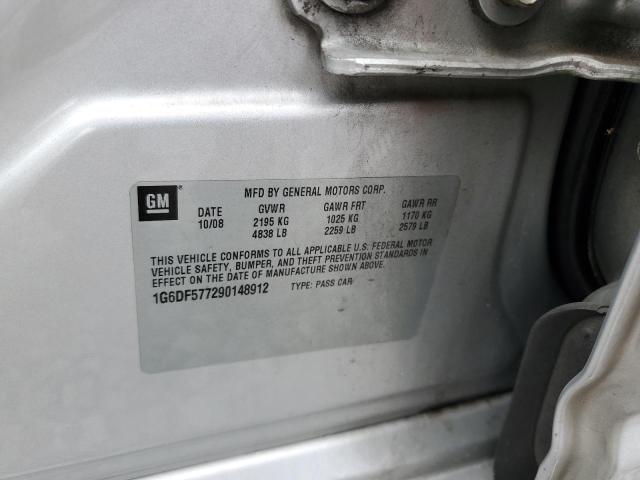 GM
MFD BY GENERAL MOTORS CORP.
DATE GVWR GAWR FRT GAWR RR
10/08 2195 KG 1025 KG 1170 KG
4838 LB 2259 LB 2579 LB
THIS VEHICLE CONFORMS TO ALL APPLICABLE U.S. FEDERAL MOTOR
VEHICLE SAFETY, BUMPER, AND THEFT PREVENTION STANDARDS IN
EFFECT ON THE DATE OF MANUFACTURE SHOWN ABOVE.
1G6DF577290148912 TYPE: PASS CAR